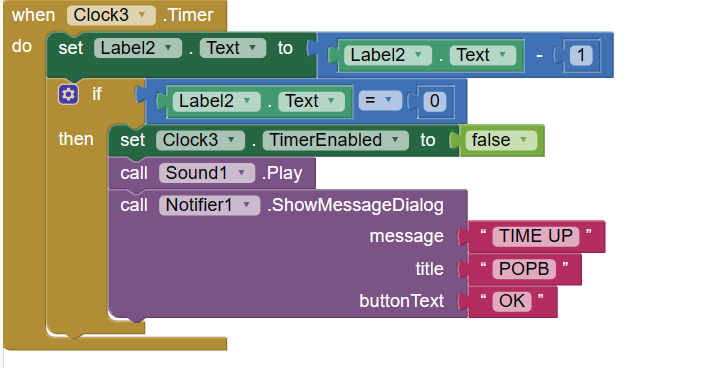 when Clock3 .Timer
do set Label2 . Text to Label2 . Text - 1
if Label2 . Text = 0
then set Clock3 . TimerEnabled to false
call Sound1 .Play
call Notifier1 .ShowMessageDialog
message “ TIME UP ”
title “ POPB ”
buttonText “ OK ”